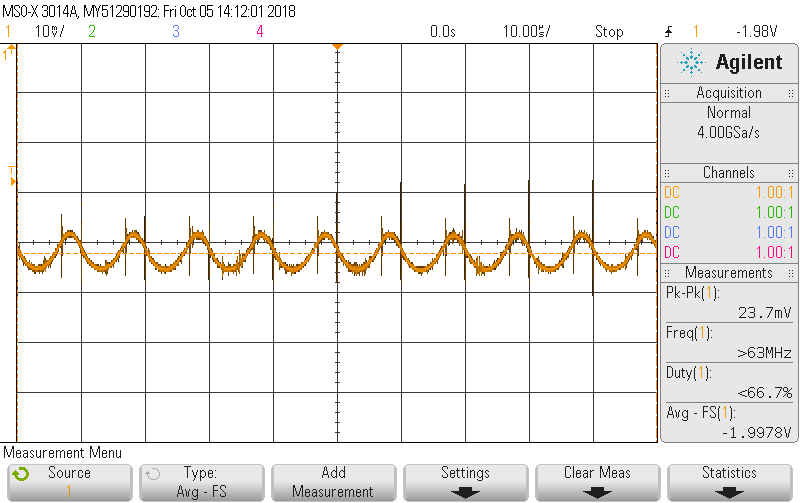 MSO-X 3014A, MY51290192: Fri Oct 05 14:12:01 2018
1 10mV/ 2 3 4 0.0s 10.00us/ Stop 1 -1.98V
Agilent
Acquisition
Normal
4.00GSa/s
Channels
DC 1.00:1
DC 1.00:1
DC 1.00:1
DC 1.00:1
Measurements
Pk-Pk(1):
23.7mV
Freq(1):
>63MHz
Duty(1):
<66.7%
Avg - FS(1):
-1.9978V
1
T
Measurement Menu
Source
1
Type:
Avg - FS
Add
Measurement
Settings
Clear Meas
Statistics